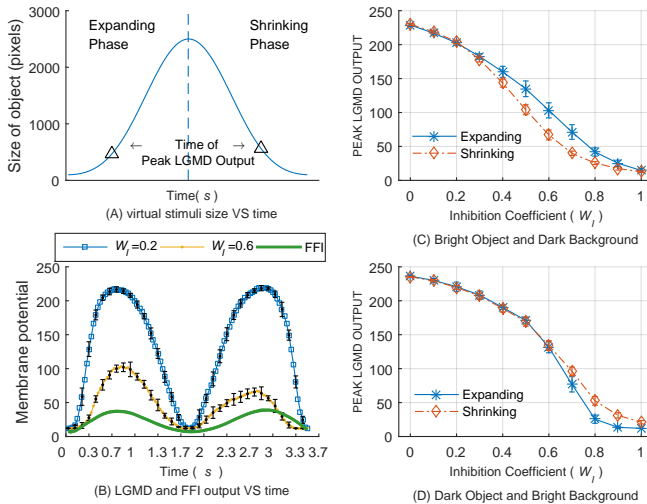 Expanding
Phase
Shrinking
Phase
Size of object (pixels)
3000
2000
1000
0
← Time of →
Peak LGMD Output
Time( s )
(A) virtual stimuli size VS time
PEAK LGMD OUTPUT
250
200
150
100
50
0
Expanding
Shrinking
0 0.2 0.4 0.6 0.8 1
Inhibition Coefficient ( W_I )
(C) Bright Object and Dark Background
W_I =0.2 W_I =0.6 FFI
Membrane potential
250
200
150
100
50
0
0 0.3 0.7 1 1.3 1.7 2 2.3 2.7 3 3.3 3.7
Time ( s )
(B) LGMD and FFI output VS time
PEAK LGMD OUTPUT
250
200
150
100
50
0
Expanding
Shrinking
0 0.2 0.4 0.6 0.8 1
Inhibition Coefficient ( W_I )
(D) Dark Object and Bright Background